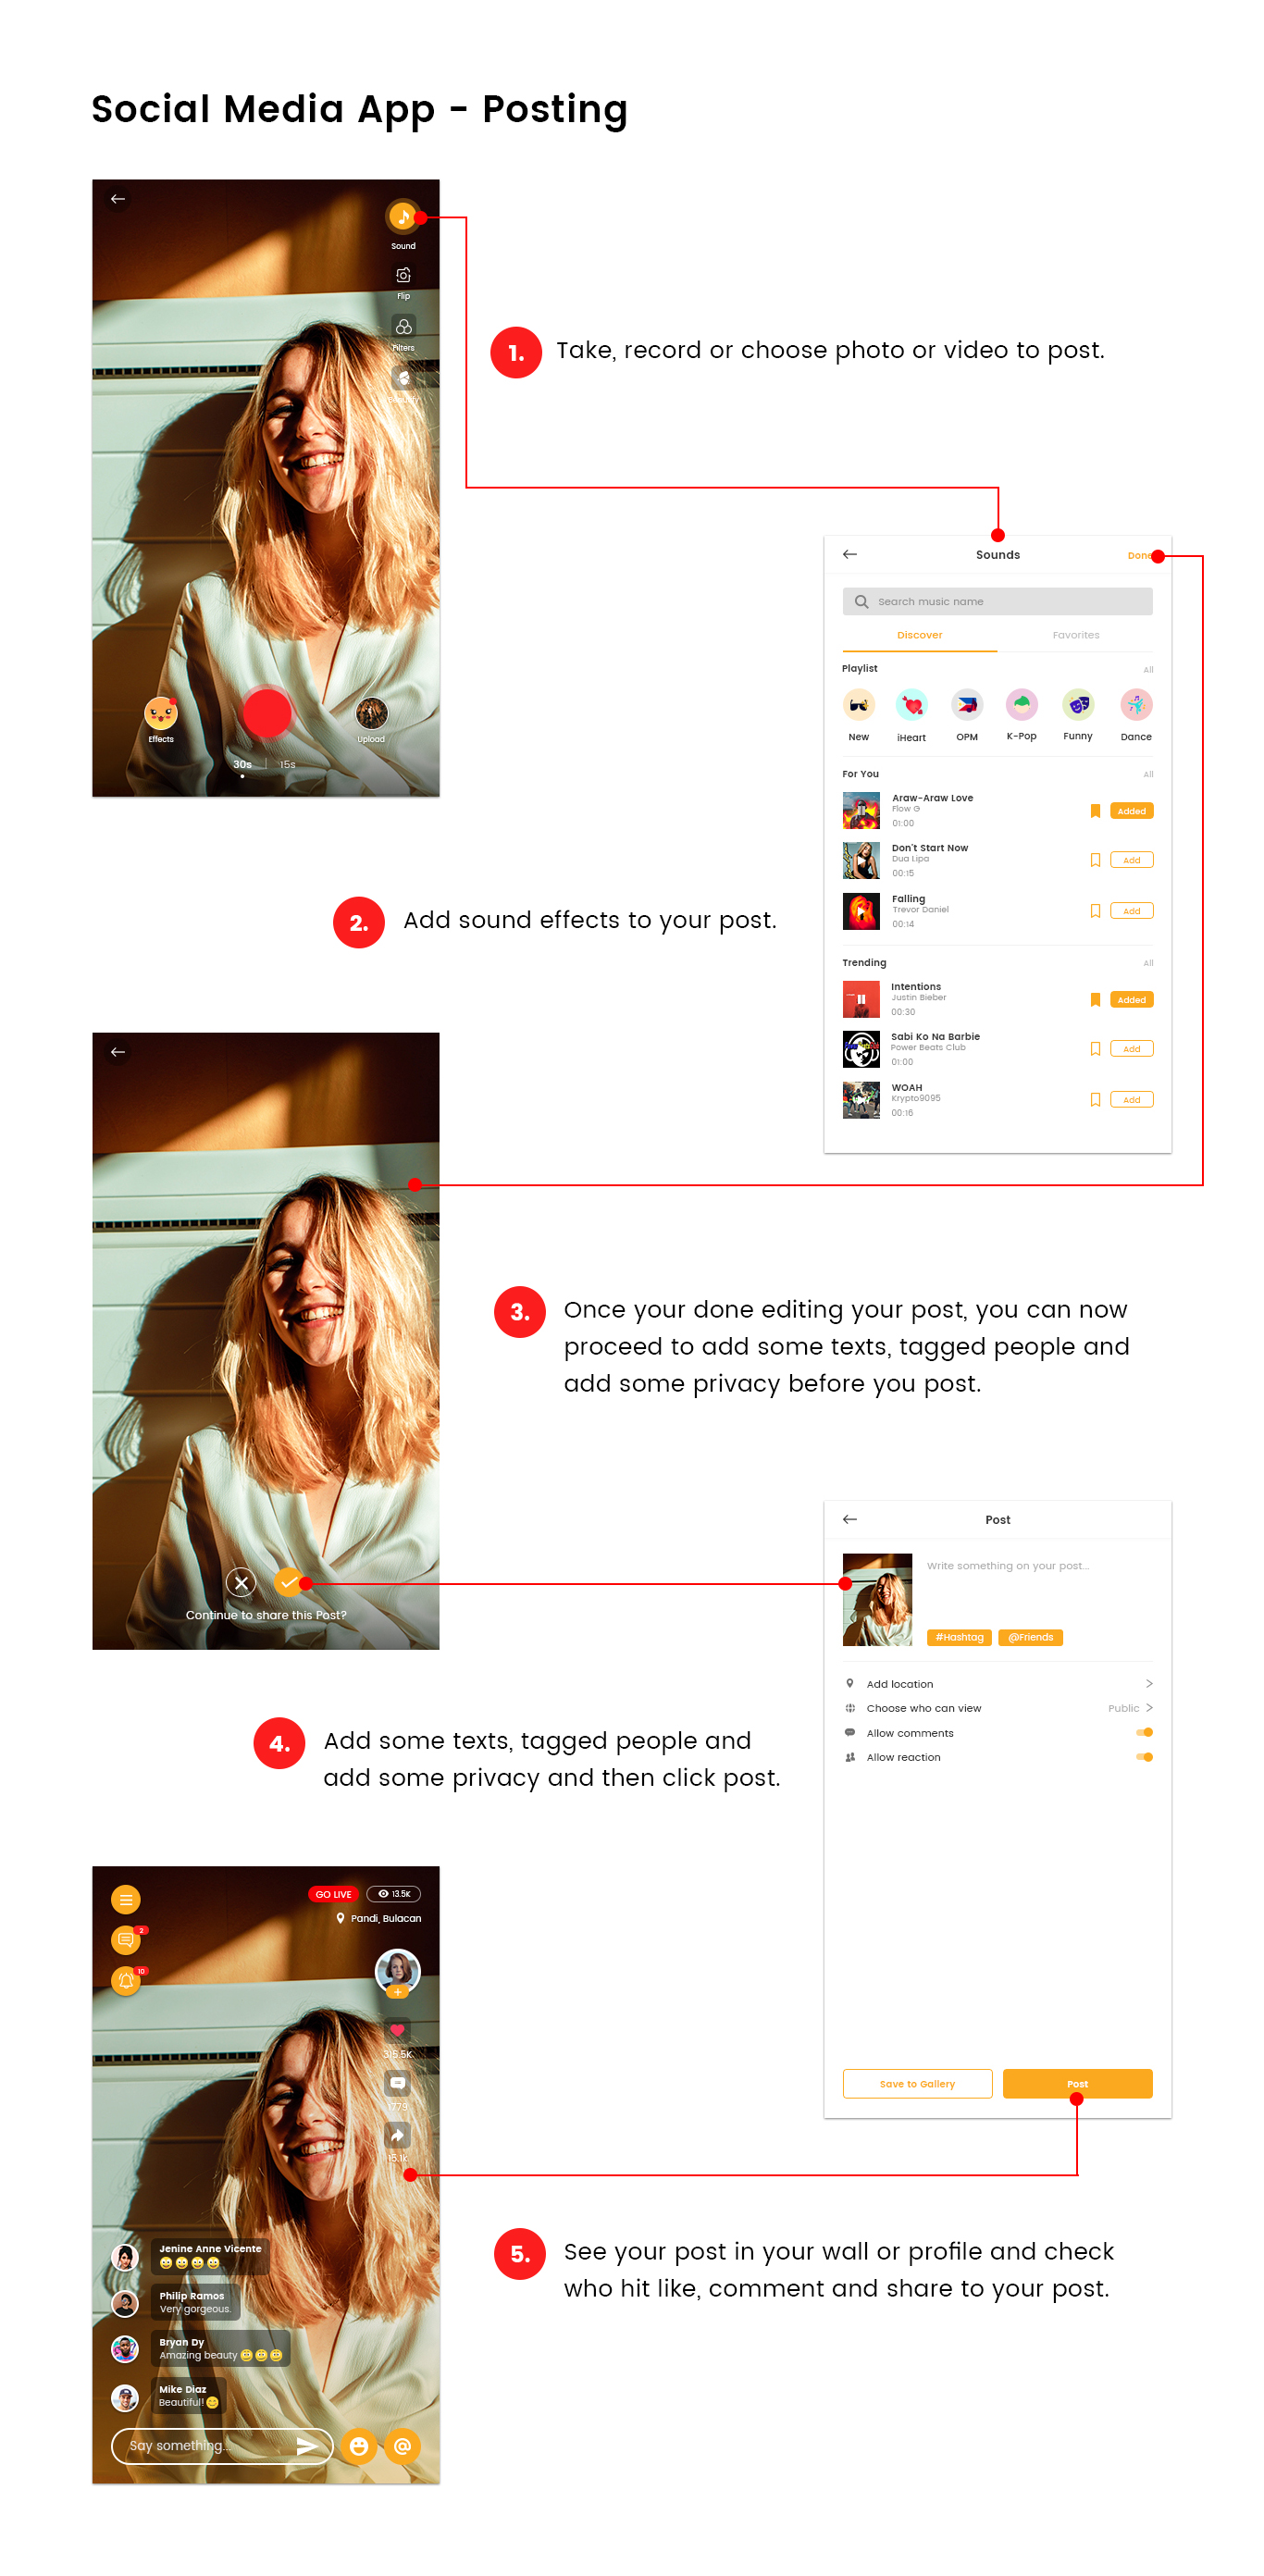 Social Media App - Posting
Sound
Flip
Filters
Beautify
Effects
Upload
30s
15s
1.
Take, record or choose photo or video to post.
Sounds
Done
Search music name
Discover
Favorites
Playlist
All
New
iHeart
OPM
K-Pop
Funny
Dance
For You
All
Araw-Araw Love
Flow G
01:00
Added
Don't Start Now
Dua Lipa
00:15
Add
Falling
Trevor Daniel
00:14
Add
Trending
All
Intentions
Justin Bieber
00:30
Added
Sabi Ko Na Barbie
Power Beats Club
01:00
Add
WOAH
Krypto9095
00:16
Add
2.
Add sound effects to your post.
Continue to share this Post?
3.
Once your done editing your post, you can now
proceed to add some texts, tagged people and
add some privacy before you post.
Post
Write something on your post...
#Hashtag
@Friends
Add location
Choose who can view
Public
Allow comments
Allow reaction
Save to Gallery
Post
4.
Add some texts, tagged people and
add some privacy and then click post.
GO LIVE
13.5K
Pandi, Bulacan
2
10
315.5K
1779
15.1k
Jenine Anne Vicente
Philip Ramos
Very gorgeous.
Bryan Dy
Amazing beauty
Mike Diaz
Beautiful!
Say something...
5.
See your post in your wall or profile and check
who hit like, comment and share to your post.